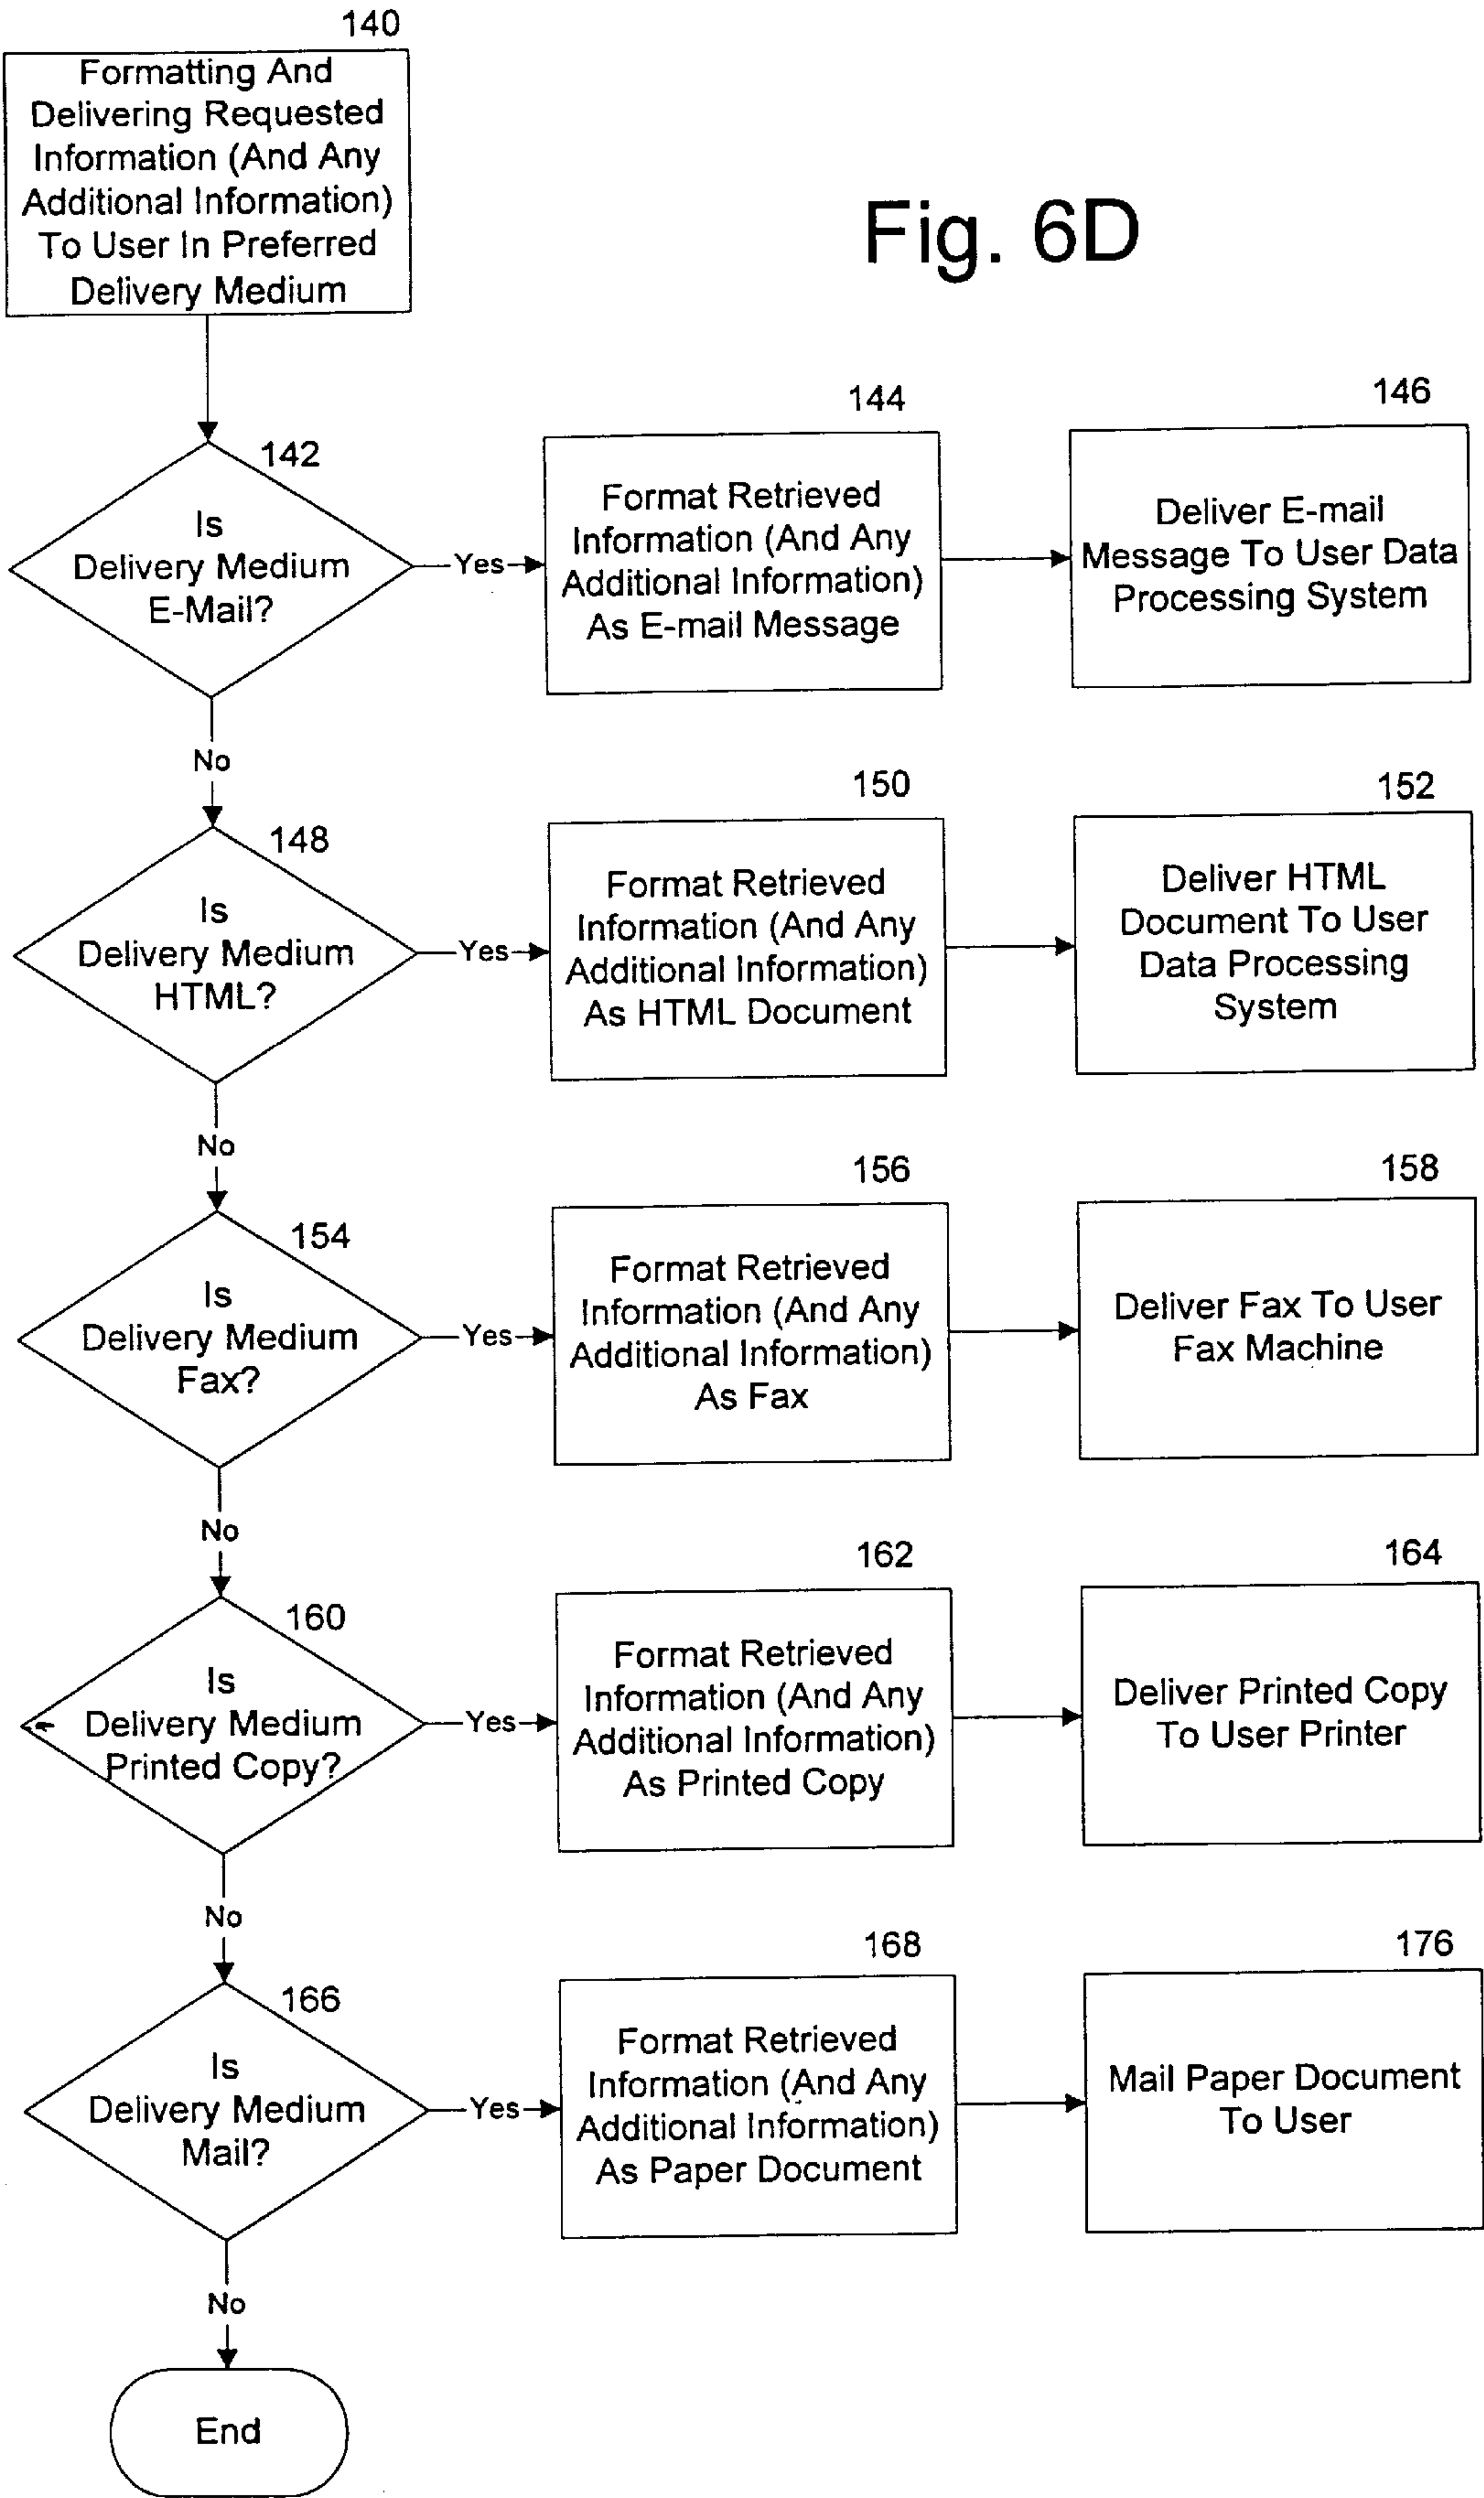 140
Formatting And
Delivering Requested
Information (And Any
Additional Information)
To User In Preferred
Delivery Medium
Fig. 6D
142
Is
Delivery Medium
E-Mail?
Yes
144
Format Retrieved
Information (And Any
Additional Information)
As E-mail Message
146
Deliver E-mail
Message To User Data
Processing System
No
148
Is
Delivery Medium
HTML?
Yes
150
Format Retrieved
Information (And Any
Additional Information)
As HTML Document
152
Deliver HTML
Document To User
Data Processing
System
No
154
Is
Delivery Medium
Fax?
Yes
156
Format Retrieved
Information (And Any
Additional Information)
As Fax
158
Deliver Fax To User
Fax Machine
No
160
Is
Delivery Medium
Printed Copy?
Yes
162
Format Retrieved
Information (And Any
Additional Information)
As Printed Copy
164
Deliver Printed Copy
To User Printer
No
166
Is
Delivery Medium
Mail?
Yes
168
Format Retrieved
Information (And Any
Additional Information)
As Paper Document
176
Mail Paper Document
To User
No
End